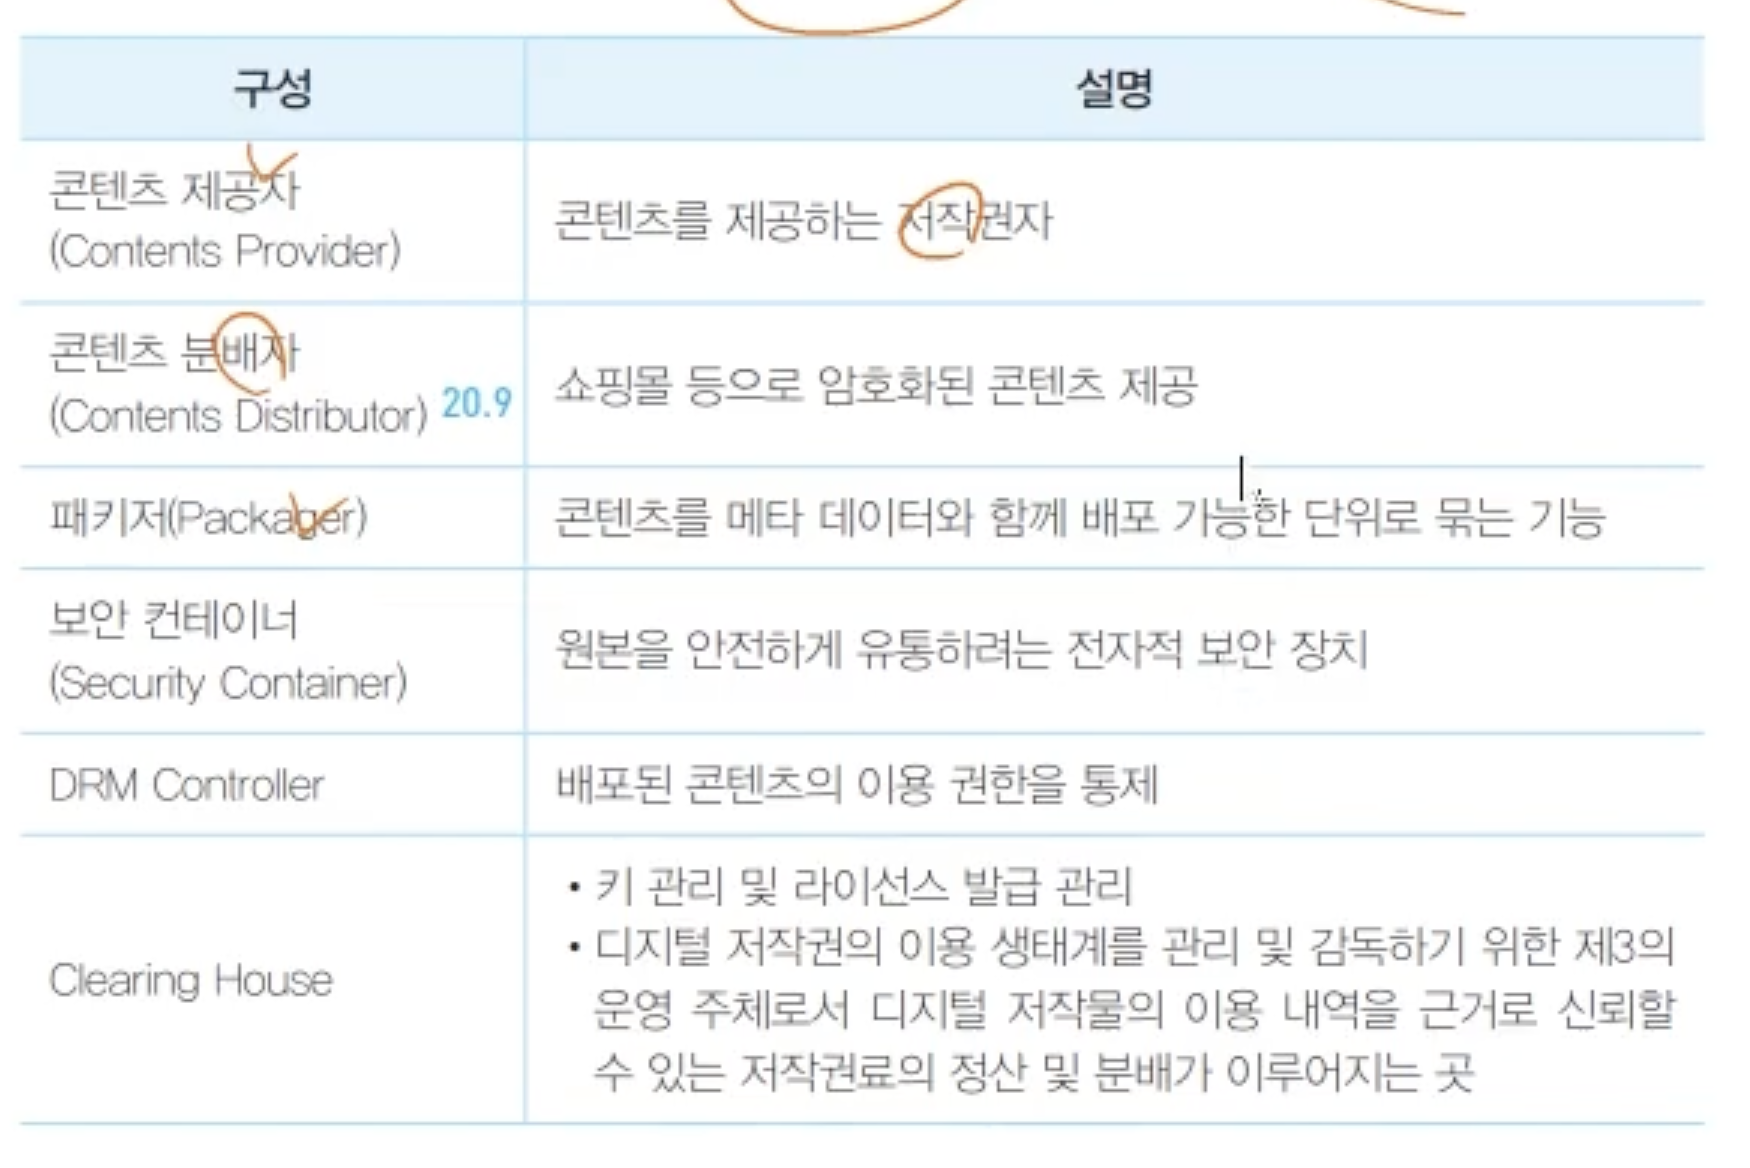 구성
설명
콘텐츠 제공자
(Contents Provider)
콘텐츠를 제공하는 저작권자
콘텐츠 분배자
(Contents Distributor) 20.9
쇼핑몰 등으로 암호화된 콘텐츠 제공
패키저(Packager)
콘텐츠를 메타 데이터와 함께 배포 가능한 단위로 묶는 기능
보안 컨테이너
(Security Container)
원본을 안전하게 유통하려는 전자적 보안 장치
DRM Controller
배포된 콘텐츠의 이용 권한을 통제
Clearing House
• 키 관리 및 라이선스 발급 관리
• 디지털 저작권의 이용 생태계를 관리 및 감독하기 위한 제3의
운영 주체로서 디지털 저작물의 이용 내역을 근거로 신뢰할
수 있는 저작권료의 정산 및 분배가 이루어지는 곳